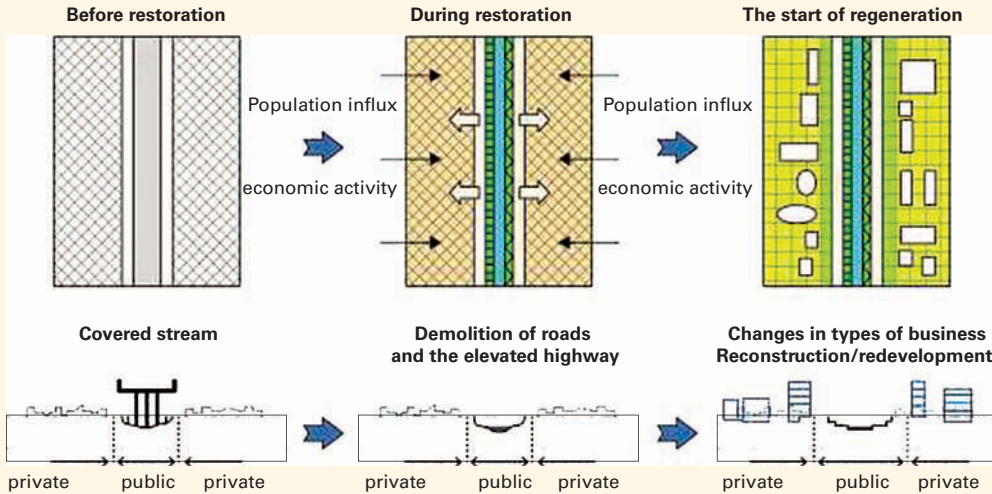 Before restoration
During restoration
The start of regeneration
Population influx
economic activity
Population influx
economic activity
Covered stream
Demolition of roads
and the elevated highway
Changes in types of business
Reconstruction/redevelopment
private public private
private public private
private public private